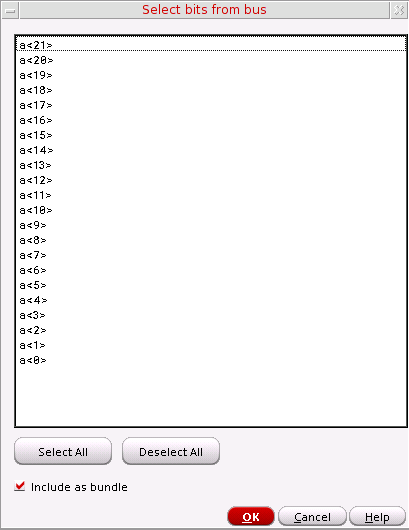 Select bits from bus
a<21>
a<20>
a<19>
a<18>
a<17>
a<16>
a<15>
a<14>
a<13>
a<12>
a<11>
a<10>
a<9>
a<8>
a<7>
a<6>
a<5>
a<4>
a<3>
a<2>
a<1>
a<0>
Select All Deselect All
Include as bundle
OK Cancel Help